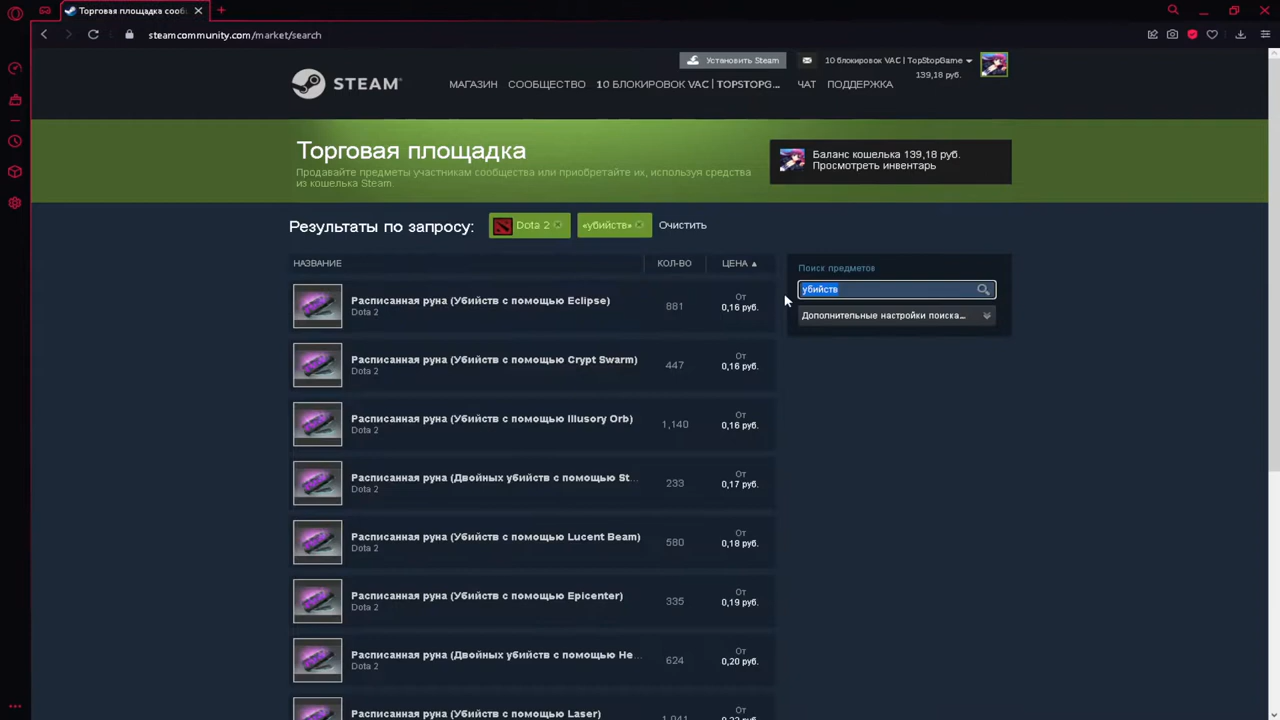 Торговая площадка сооб
steamcommunity.com/market/search
Установить Steam
10 блокировок VAC | TopStopGame
139,18 руб.
STEAM
МАГАЗИН СООБЩЕСТВО 10 БЛОКИРОВОК VAC | TOPSTOPG... ЧАТ ПОДДЕРЖКА
Торговая площадка
Продавайте предметы участникам сообщества или приобретайте их, используя средства
из кошелька Steam.
Баланс кошелька 139,18 руб.
Просмотреть инвентарь
Результаты по запросу: Dota 2 «убийств» Очистить
НАЗВАНИЕ КОЛ-ВО ЦЕНА ▲
Поиск предметов
убийств
Дополнительные настройки поиска...
Расписанная руна (Убийств с помощью Eclipse)
Dota 2
881
От
0,16 руб.
Расписанная руна (Убийств с помощью Crypt Swarm)
Dota 2
447
От
0,16 руб.
Расписанная руна (Убийств с помощью Illusory Orb)
Dota 2
1,140
От
0,16 руб.
Расписанная руна (Двойных убийств с помощью St...
Dota 2
233
От
0,17 руб.
Расписанная руна (Убийств с помощью Lucent Beam)
Dota 2
580
От
0,18 руб.
Расписанная руна (Убийств с помощью Epicenter)
Dota 2
335
От
0,19 руб.
Расписанная руна (Двойных убийств с помощью He...
Dota 2
624
От
0,20 руб.
Расписанная руна (Убийств с помощью Laser)